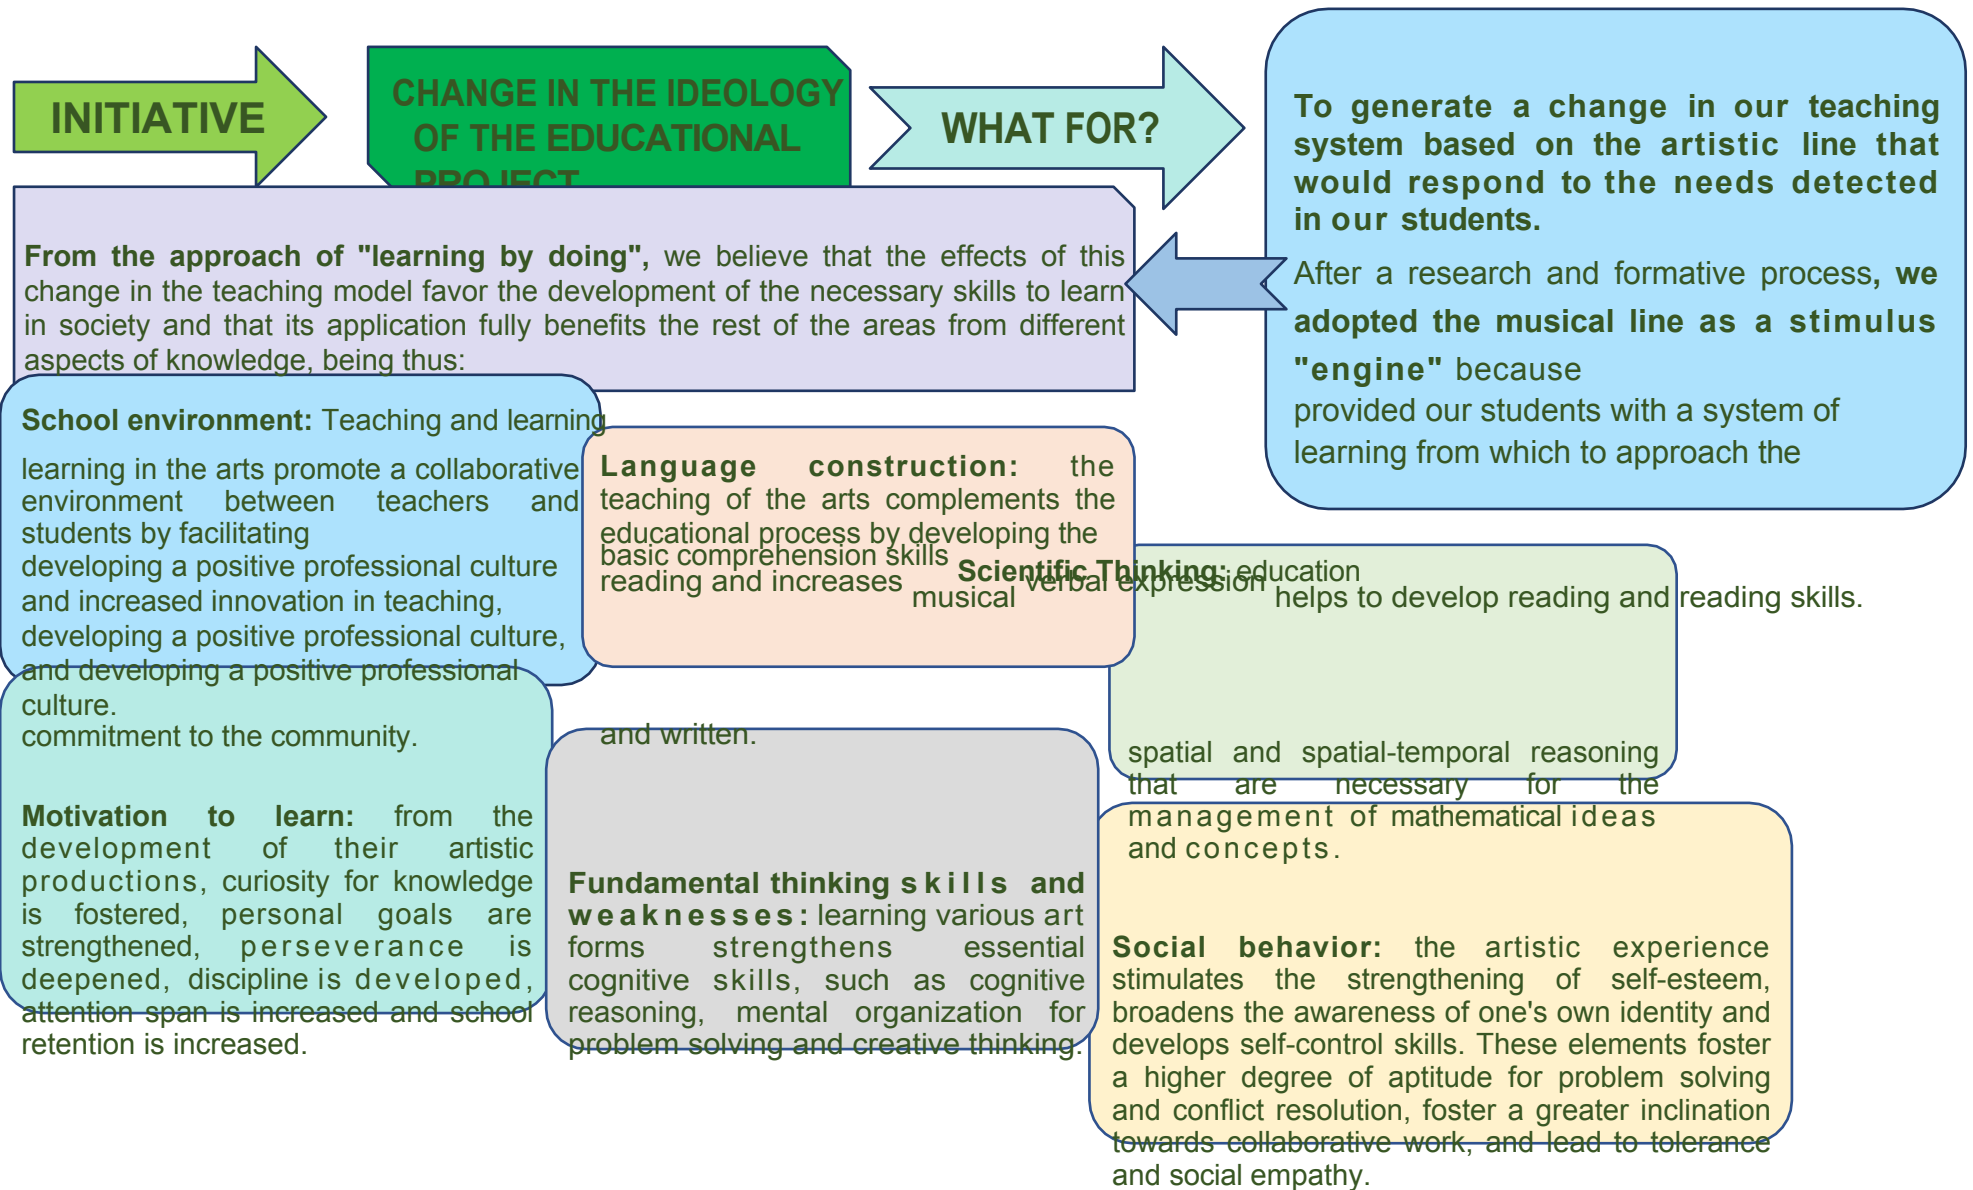 INITIATIVE
CHANGE IN THE IDEOLOGY
OF THE EDUCATIONAL
PROJECT
WHAT FOR?
To generate a change in our teaching
system based on the artistic line that
would respond to the needs detected
in our students.
After a research and formative process, we
adopted the musical line as a stimulus
"engine" because
provided our students with a system of
learning from which to approach the
From the approach of "learning by doing", we believe that the effects of this
change in the teaching model favor the development of the necessary skills to learn
in society and that its application fully benefits the rest of the areas from different
aspects of knowledge, being thus:
School environment: Teaching and learning
learning in the arts promote a collaborative
environment between teachers and
students by facilitating
developing a positive professional culture
and increased innovation in teaching,
developing a positive professional culture,
and developing a positive professional
culture.
commitment to the community.
Language construction: the
teaching of the arts complements the
educational process by developing the
basic comprehension skills
reading and increases
verbal expression
and written.
Scientific Thinking: education
musical
helps to develop reading and reading skills.
spatial and spatial-temporal reasoning
that are necessary for the
management of mathematical ideas
and concepts.
Motivation to learn: from the
development of their artistic
productions, curiosity for knowledge
is fostered, personal goals are
strengthened, perseverance is
deepened, discipline is developed,
attention span is increased and school
retention is increased.
Fundamental thinking skills and
weaknesses: learning various art
forms strengthens essential
cognitive skills, such as cognitive
reasoning, mental organization for
problem solving and creative thinking.
Social behavior: the artistic experience
stimulates the strengthening of self-esteem,
broadens the awareness of one's own identity and
develops self-control skills. These elements foster
a higher degree of aptitude for problem solving
and conflict resolution, foster a greater inclination
towards collaborative work, and lead to tolerance
and social empathy.